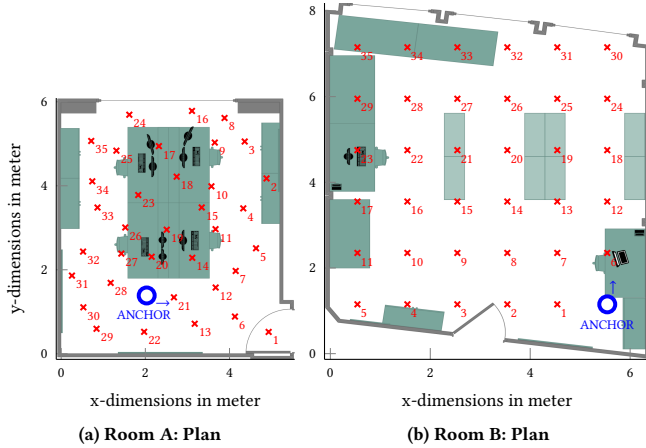 8
35 34 33 32 31 30
6
29 28 27 26 25 24
23 22 21 20 19 18
4
17 16 15 14 13 12
2
11 10 9 8 7 6
5 4 3 2 1
ANCHOR
0
0 2 4 6
6
24 16 8
35 25 17 9 3
34 18 10 2
4
33 23 15 4
26 19 11
32 27 20 14 5
2
31 28 7
30 21 12
ANCHOR
29 22 13 6 1
0
0 2 4
y-dimensions in meter
x-dimensions in meter
x-dimensions in meter
(a) Room A: Plan
(b) Room B: Plan